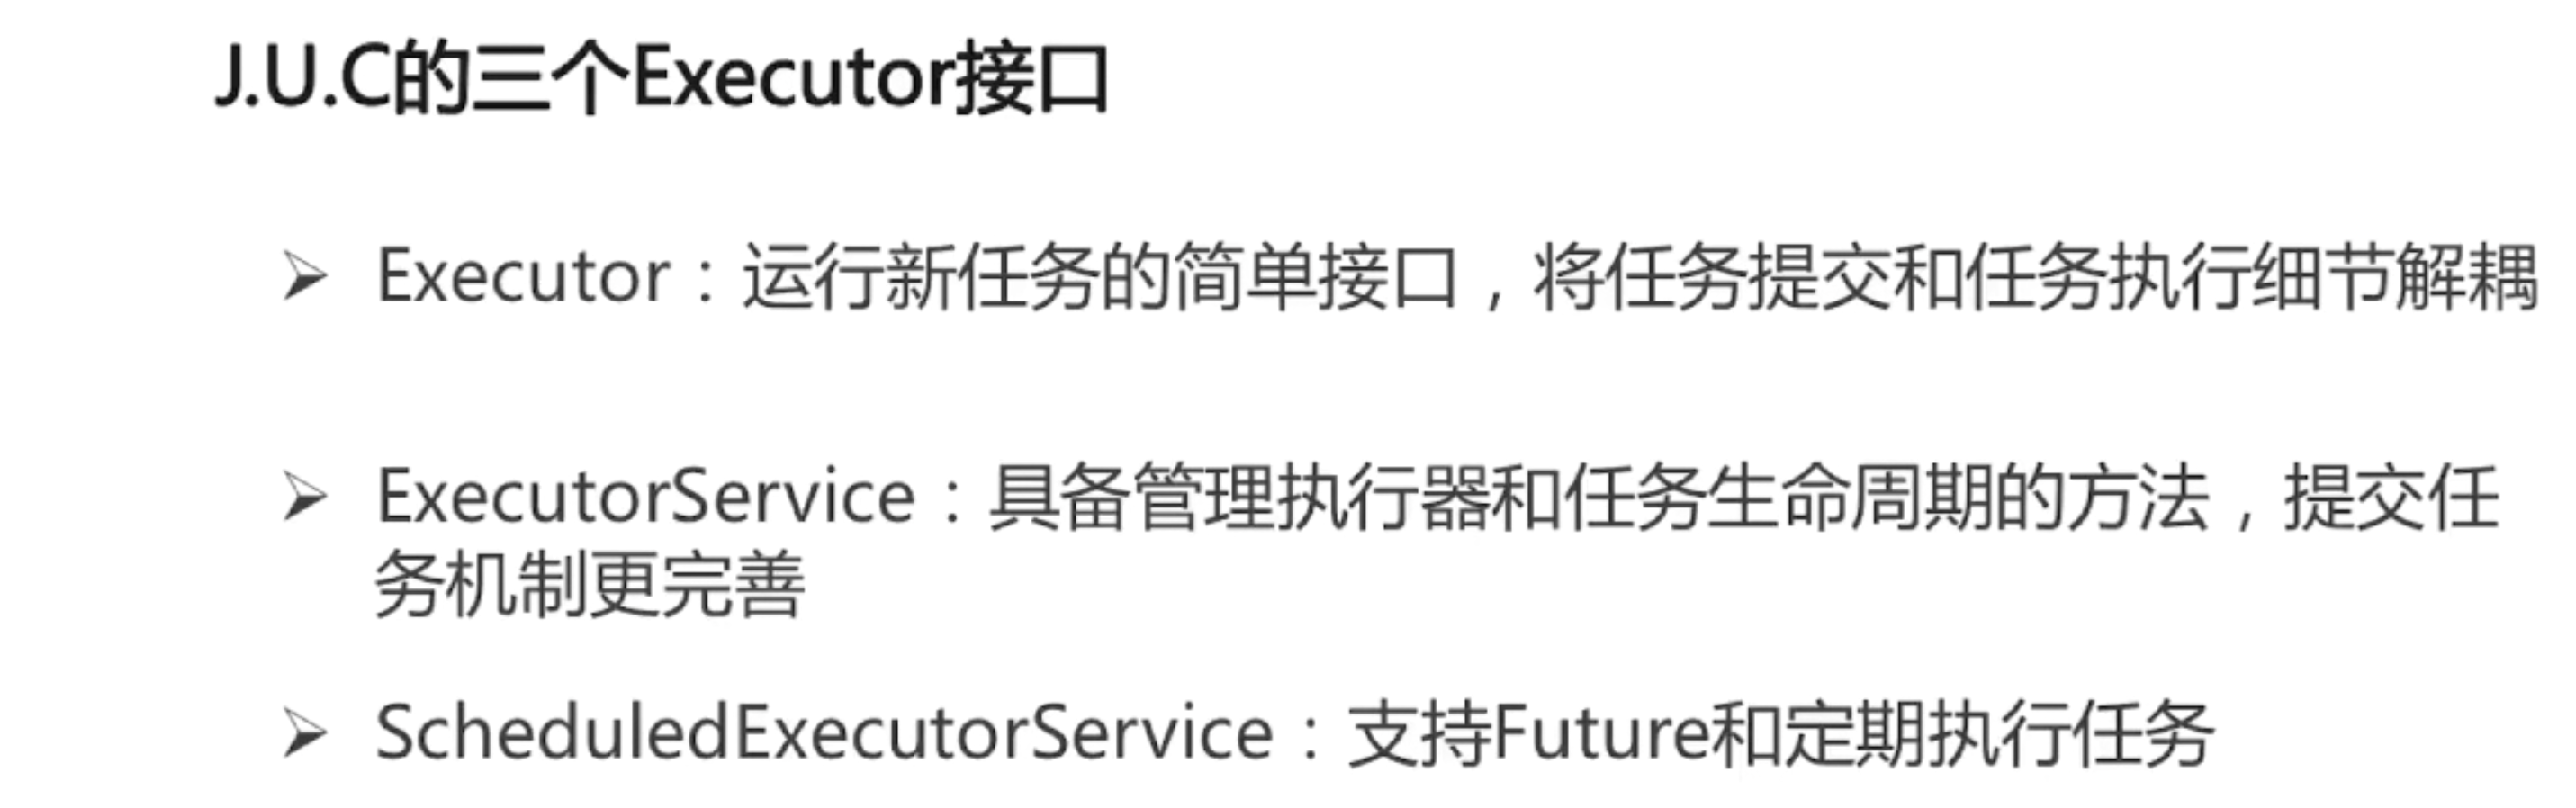 J.U.C的三个Executor接口
➢ Executor：运行新任务的简单接口，将任务提交和任务执行细节解耦
➢ ExecutorService：具备管理执行器和任务生命周期的方法，提交任
务机制更完善
➢ ScheduledExecutorService：支持Future和定期执行任务